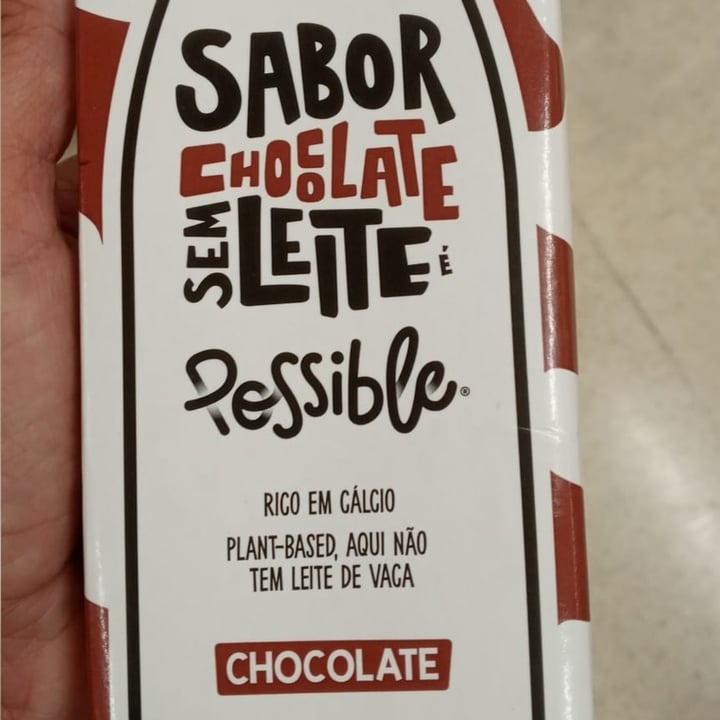 SABOR
CHOCOLATE
SEM LEITE É
Possible®
RICO EM CÁLCIO
PLANT-BASED, AQUI NÃO
TEM LEITE DE VACA
CHOCOLATE